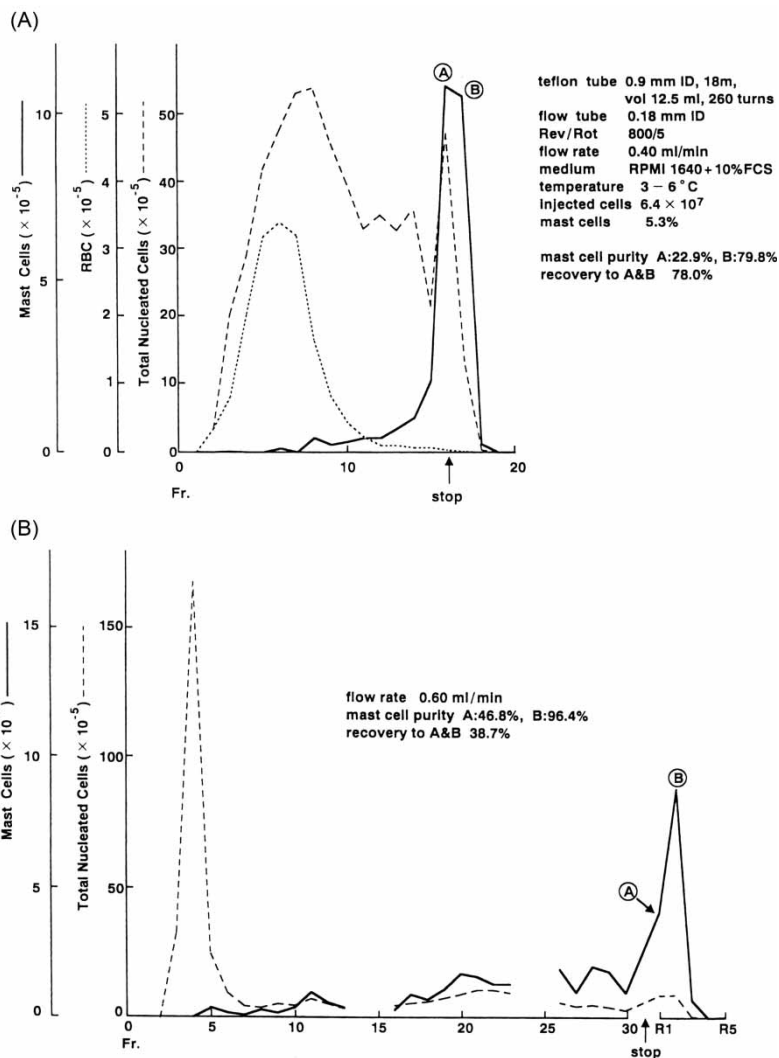 (A)
Mast Cells (× 10⁻⁵)
10
5
0
RBC (× 10⁻⁵)
5
4
3
2
1
0
Total Nucleated Cells (× 10⁻⁵)
50
40
30
20
10
0
A
B
0
10
20
Fr.
stop
teflon tube 0.9 mm ID, 18m,
vol 12.5 ml, 260 turns
flow tube 0.18 mm ID
Rev/Rot 800/5
flow rate 0.40 ml/min
medium RPMI 1640+10%FCS
temperature 3 – 6°C
injected cells 6.4 × 10⁷
mast cells 5.3%
mast cell purity A:22.9%, B:79.8%
recovery to A&B 78.0%
(B)
Mast Cells (× 10 )
15
10
5
0
Total Nucleated Cells (× 10⁻⁵)
150
100
50
0
flow rate 0.60 ml/min
mast cell purity A:46.8%, B:96.4%
recovery to A&B 38.7%
A
B
0
5
10
15
20
25
30
R1
R5
Fr.
stop